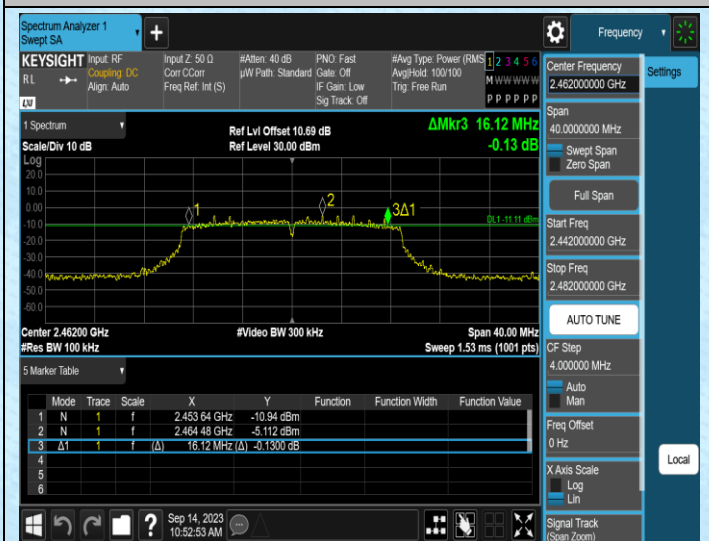 Spectrum Analyzer 1
Swept SA
+
Frequency
KEYSIGHT
RL
Input: RF
Coupling: DC
Align: Auto
Input Z: 50 Ω
Corr CCorr
Freq Ref: Int (S)
#Atten: 40 dB
µW Path: Standard
PNO: Fast
Gate: Off
IF Gain: Low
Sig Track: Off
#Avg Type: Power (RMS
Avg|Hold: 100/100
Trig: Free Run
1 2 3 4 5 6
M W W W W W
P P P P P P
LXI
1 Spectrum
Scale/Div 10 dB
Ref Lvl Offset 10.69 dB
Ref Level 30.00 dBm
ΔMkr3 16.12 MHz
-0.13 dB
Log
20.0
10.0
0.00
-10.0
-20.0
-30.0
-40.0
-50.0
-60.0
1
2
3Δ1
DL1 -11.11 dBm
Center 2.46200 GHz
#Video BW 300 kHz
Span 40.00 MHz
#Res BW 100 kHz
Sweep 1.53 ms (1001 pts)
5 Marker Table
Mode Trace Scale X Y Function Function Width Function Value
1 N 1 f 2.453 64 GHz -10.94 dBm
2 N 1 f 2.464 48 GHz -5.112 dBm
3 Δ1 1 f (Δ) 16.12 MHz (Δ) -0.1300 dB
4
5
6
?
Sep 14, 2023
10:52:53 AM
Center Frequency
2.462000000 GHz
Span
40.0000000 MHz
Swept Span
Zero Span
Full Span
Start Freq
2.442000000 GHz
Stop Freq
2.482000000 GHz
AUTO TUNE
CF Step
4.000000 MHz
Auto
Man
Freq Offset
0 Hz
X Axis Scale
Log
Lin
Signal Track
(Span Zoom)
Settings
Local